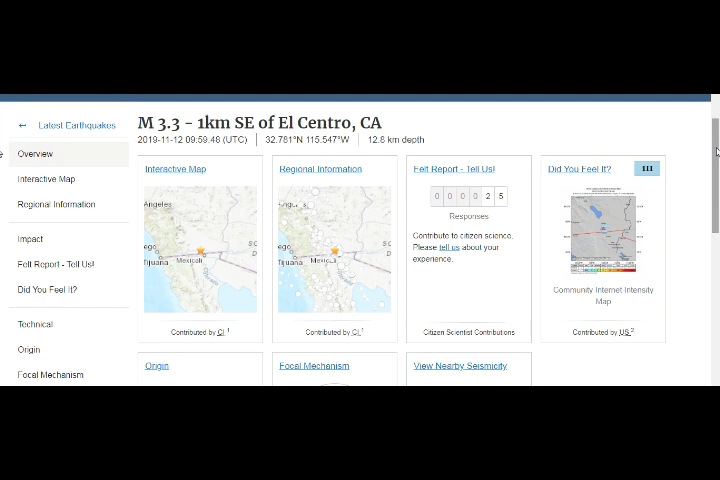 M 3.3 - 1km SE of El Centro, CA
2019-11-12 09:59:48 (UTC) 32.781°N 115.547°W 12.8 km depth
↩ Latest Earthquakes
Overview
Interactive Map
Regional Information
Impact
Felt Report - Tell Us!
Did You Feel It?
Technical
Origin
Focal Mechanism
Interactive Map
Angeles
Tijuana
Mexicali
Contributed by CI 1
Regional Information
Tijuana
Contributed by CI 1
Felt Report - Tell Us!
0 0 0 0 2 5
Responses
Contribute to citizen science.
Please tell us about your
experience.
Citizen Scientist Contributions
Did You Feel It?
III
Community Internet Intensity
Map
Contributed by US 2
Origin
Focal Mechanism
View Nearby Seismicity